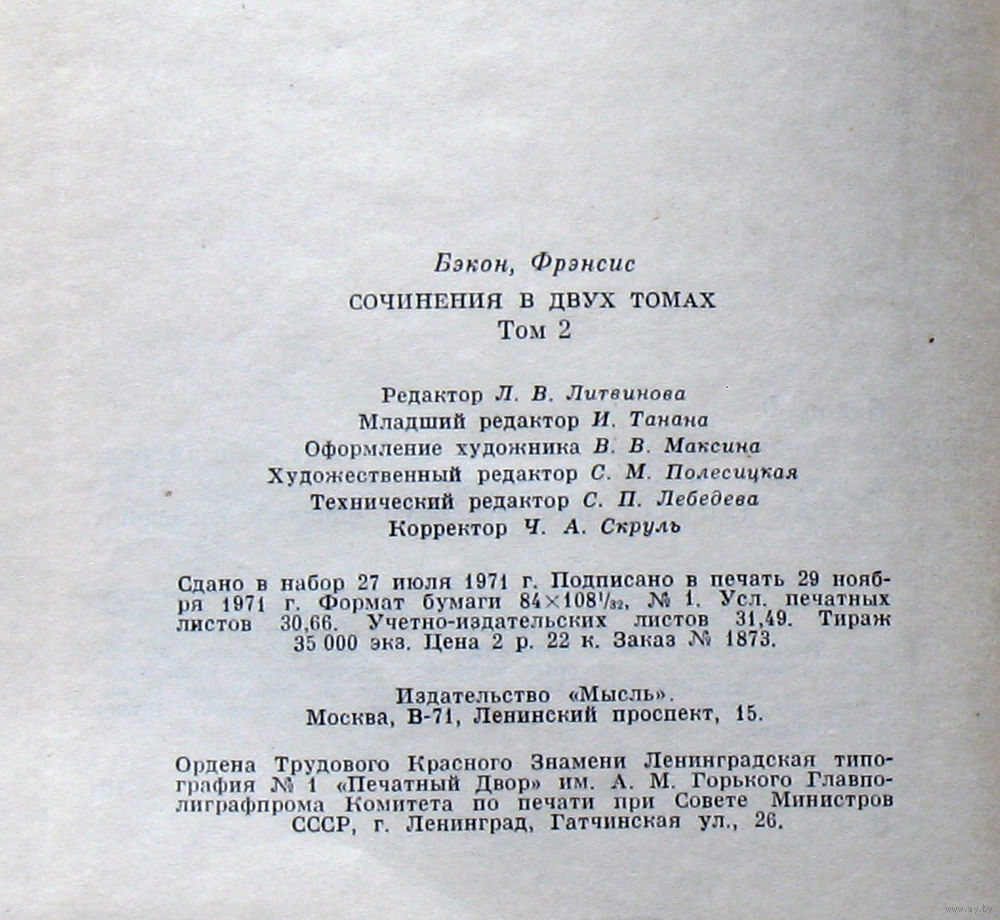 Бэкон, Фрэнсис
СОЧИНЕНИЯ В ДВУХ ТОМАХ
Том 2
Редактор Л. В. Литвинова
Младший редактор И. Танана
Оформление художника В. В. Максина
Художественный редактор С. М. Полесицкая
Технический редактор С. П. Лебедева
Корректор Ч. А. Скруль
Сдано в набор 27 июля 1971 г. Подписано в печать 29 нояб-
ря 1971 г. Формат бумаги 84×108¹/₃₂, № 1. Усл. печатных
листов 30,66. Учетно-издательских листов 31,49. Тираж
35 000 экз. Цена 2 р. 22 к. Заказ № 1873.
Издательство «Мысль».
Москва, В-71, Ленинский проспект, 15.
Ордена Трудового Красного Знамени Ленинградская типо-
графия № 1 «Печатный Двор» им. А. М. Горького Главпо-
лиграфпрома Комитета по печати при Совете Министров
СССР, г. Ленинград, Гатчинская ул., 26.
www.ay.by